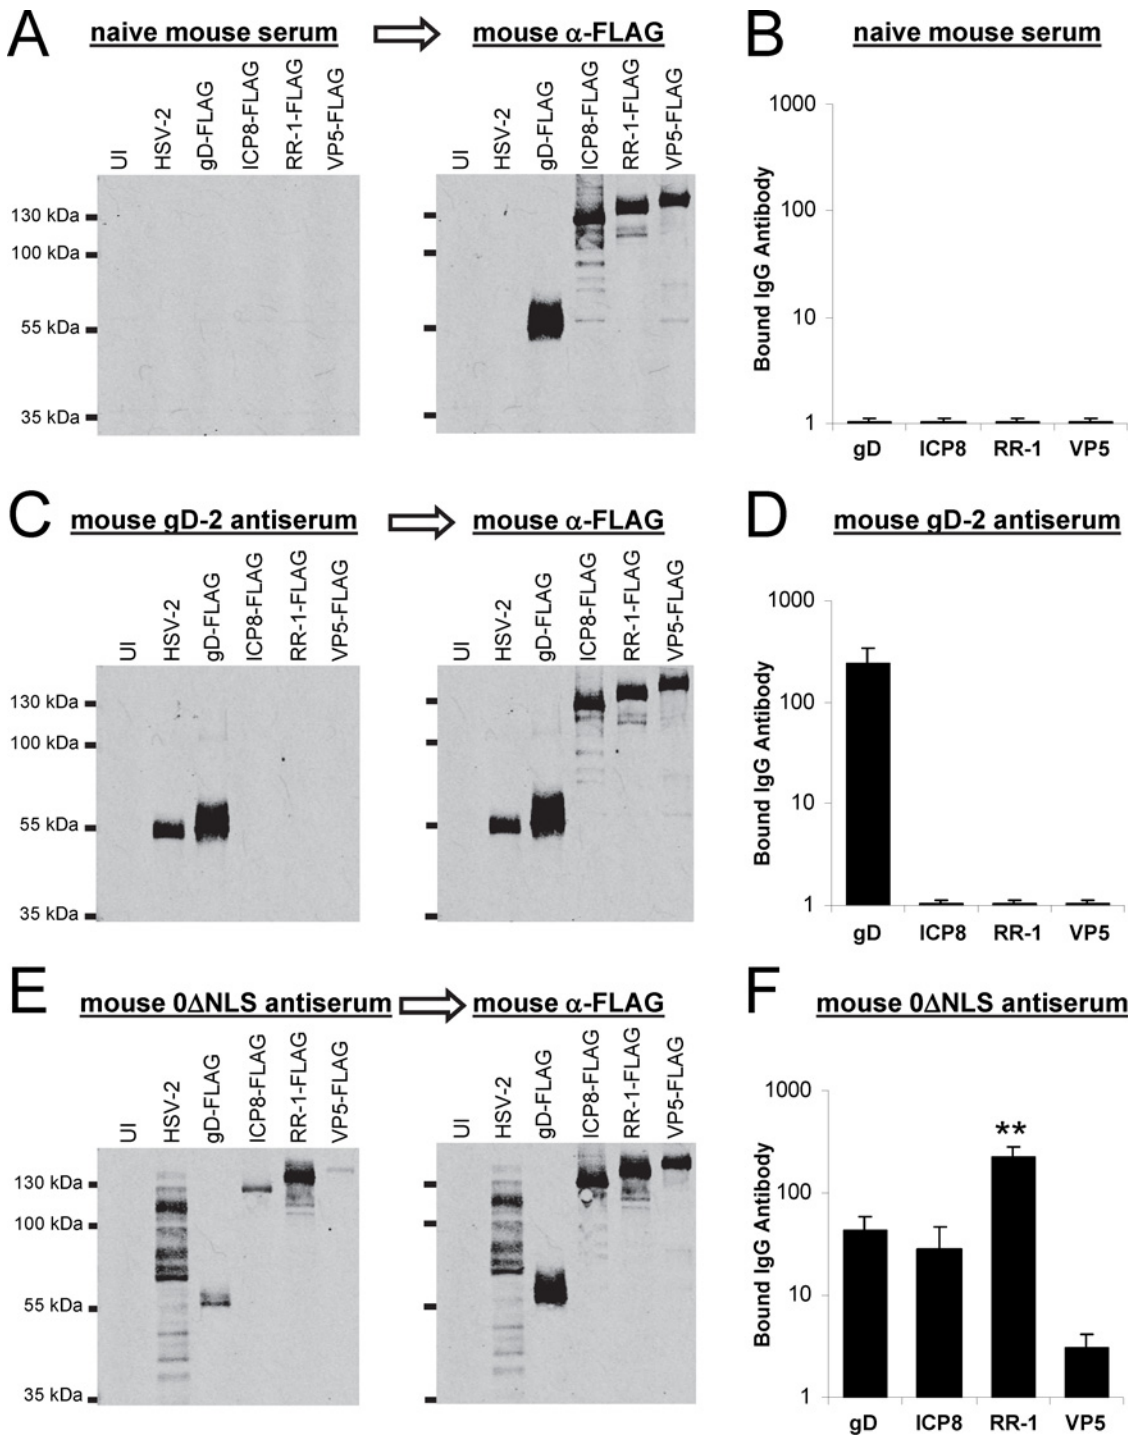 A
naive mouse serum
mouse α-FLAG
UI
HSV-2
gD-FLAG
ICP8-FLAG
RR-1-FLAG
VP5-FLAG
UI
HSV-2
gD-FLAG
ICP8-FLAG
RR-1-FLAG
VP5-FLAG
130 kDa
100 kDa
55 kDa
35 kDa
B
naive mouse serum
Bound IgG Antibody
1000
100
10
1
gD ICP8 RR-1 VP5
C
mouse gD-2 antiserum
mouse α-FLAG
UI
HSV-2
gD-FLAG
ICP8-FLAG
RR-1-FLAG
VP5-FLAG
UI
HSV-2
gD-FLAG
ICP8-FLAG
RR-1-FLAG
VP5-FLAG
130 kDa
100 kDa
55 kDa
35 kDa
D
mouse gD-2 antiserum
Bound IgG Antibody
1000
100
10
1
gD ICP8 RR-1 VP5
E
mouse 0ΔNLS antiserum
mouse α-FLAG
UI
HSV-2
gD-FLAG
ICP8-FLAG
RR-1-FLAG
VP5-FLAG
UI
HSV-2
gD-FLAG
ICP8-FLAG
RR-1-FLAG
VP5-FLAG
130 kDa
100 kDa
55 kDa
35 kDa
F
mouse 0ΔNLS antiserum
Bound IgG Antibody
1000
100
10
1
**
gD ICP8 RR-1 VP5